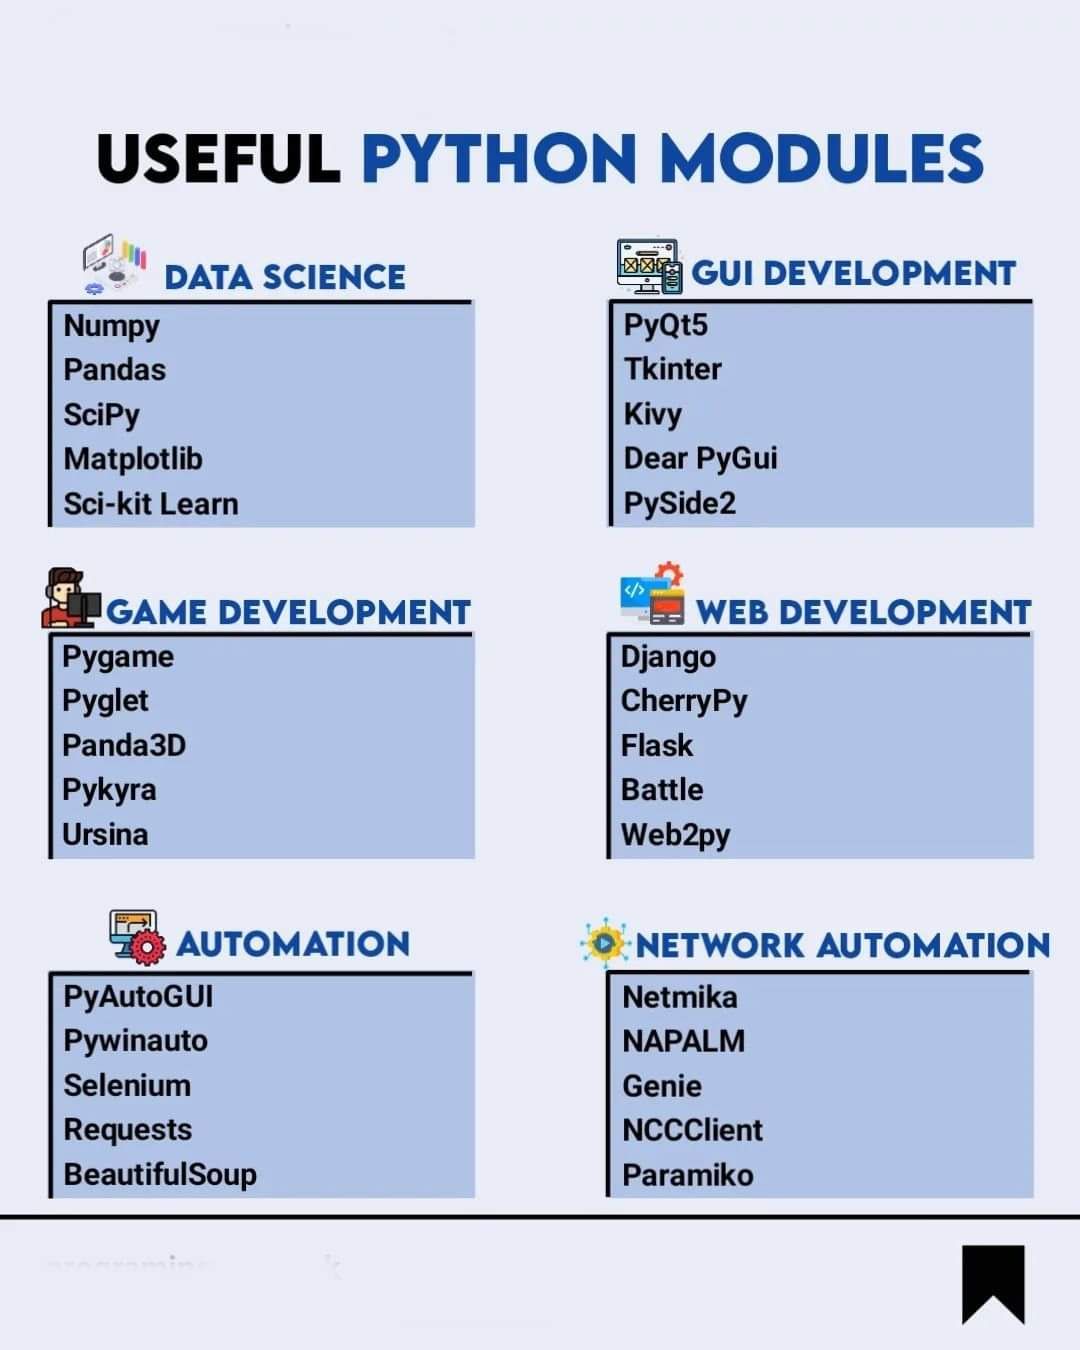 USEFUL PYTHON MODULES
DATA SCIENCE
Numpy
Pandas
SciPy
Matplotlib
Sci-kit Learn
GUI DEVELOPMENT
PyQt5
Tkinter
Kivy
Dear PyGui
PySide2
GAME DEVELOPMENT
Pygame
Pyglet
Panda3D
Pykyra
Ursina
WEB DEVELOPMENT
Django
CherryPy
Flask
Battle
Web2py
AUTOMATION
PyAutoGUI
Pywinauto
Selenium
Requests
BeautifulSoup
NETWORK AUTOMATION
Netmika
NAPALM
Genie
NCCClient
Paramiko